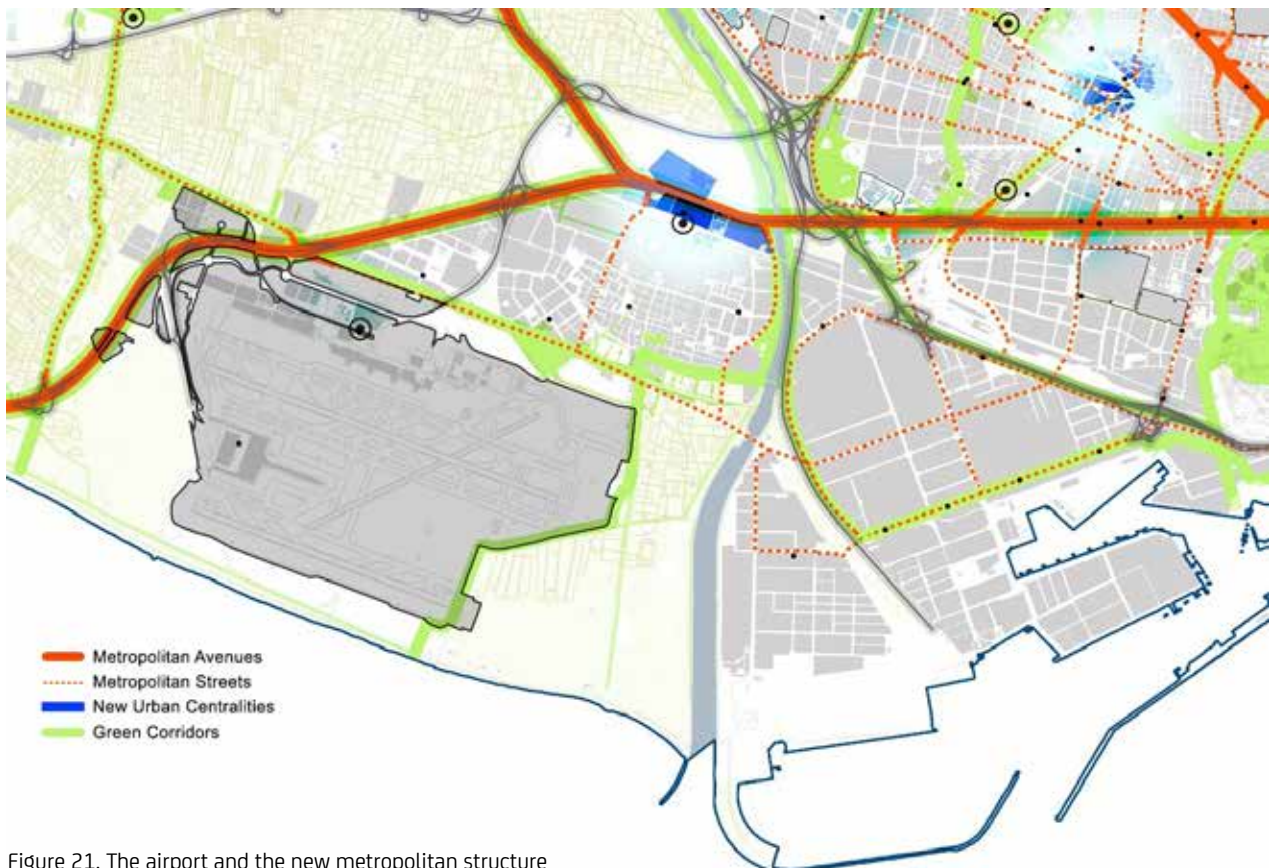 Metropolitan Avenues
Metropolitan Streets
New Urban Centralities
Green Corridors
Figure 21. The airport and the new metropolitan structure